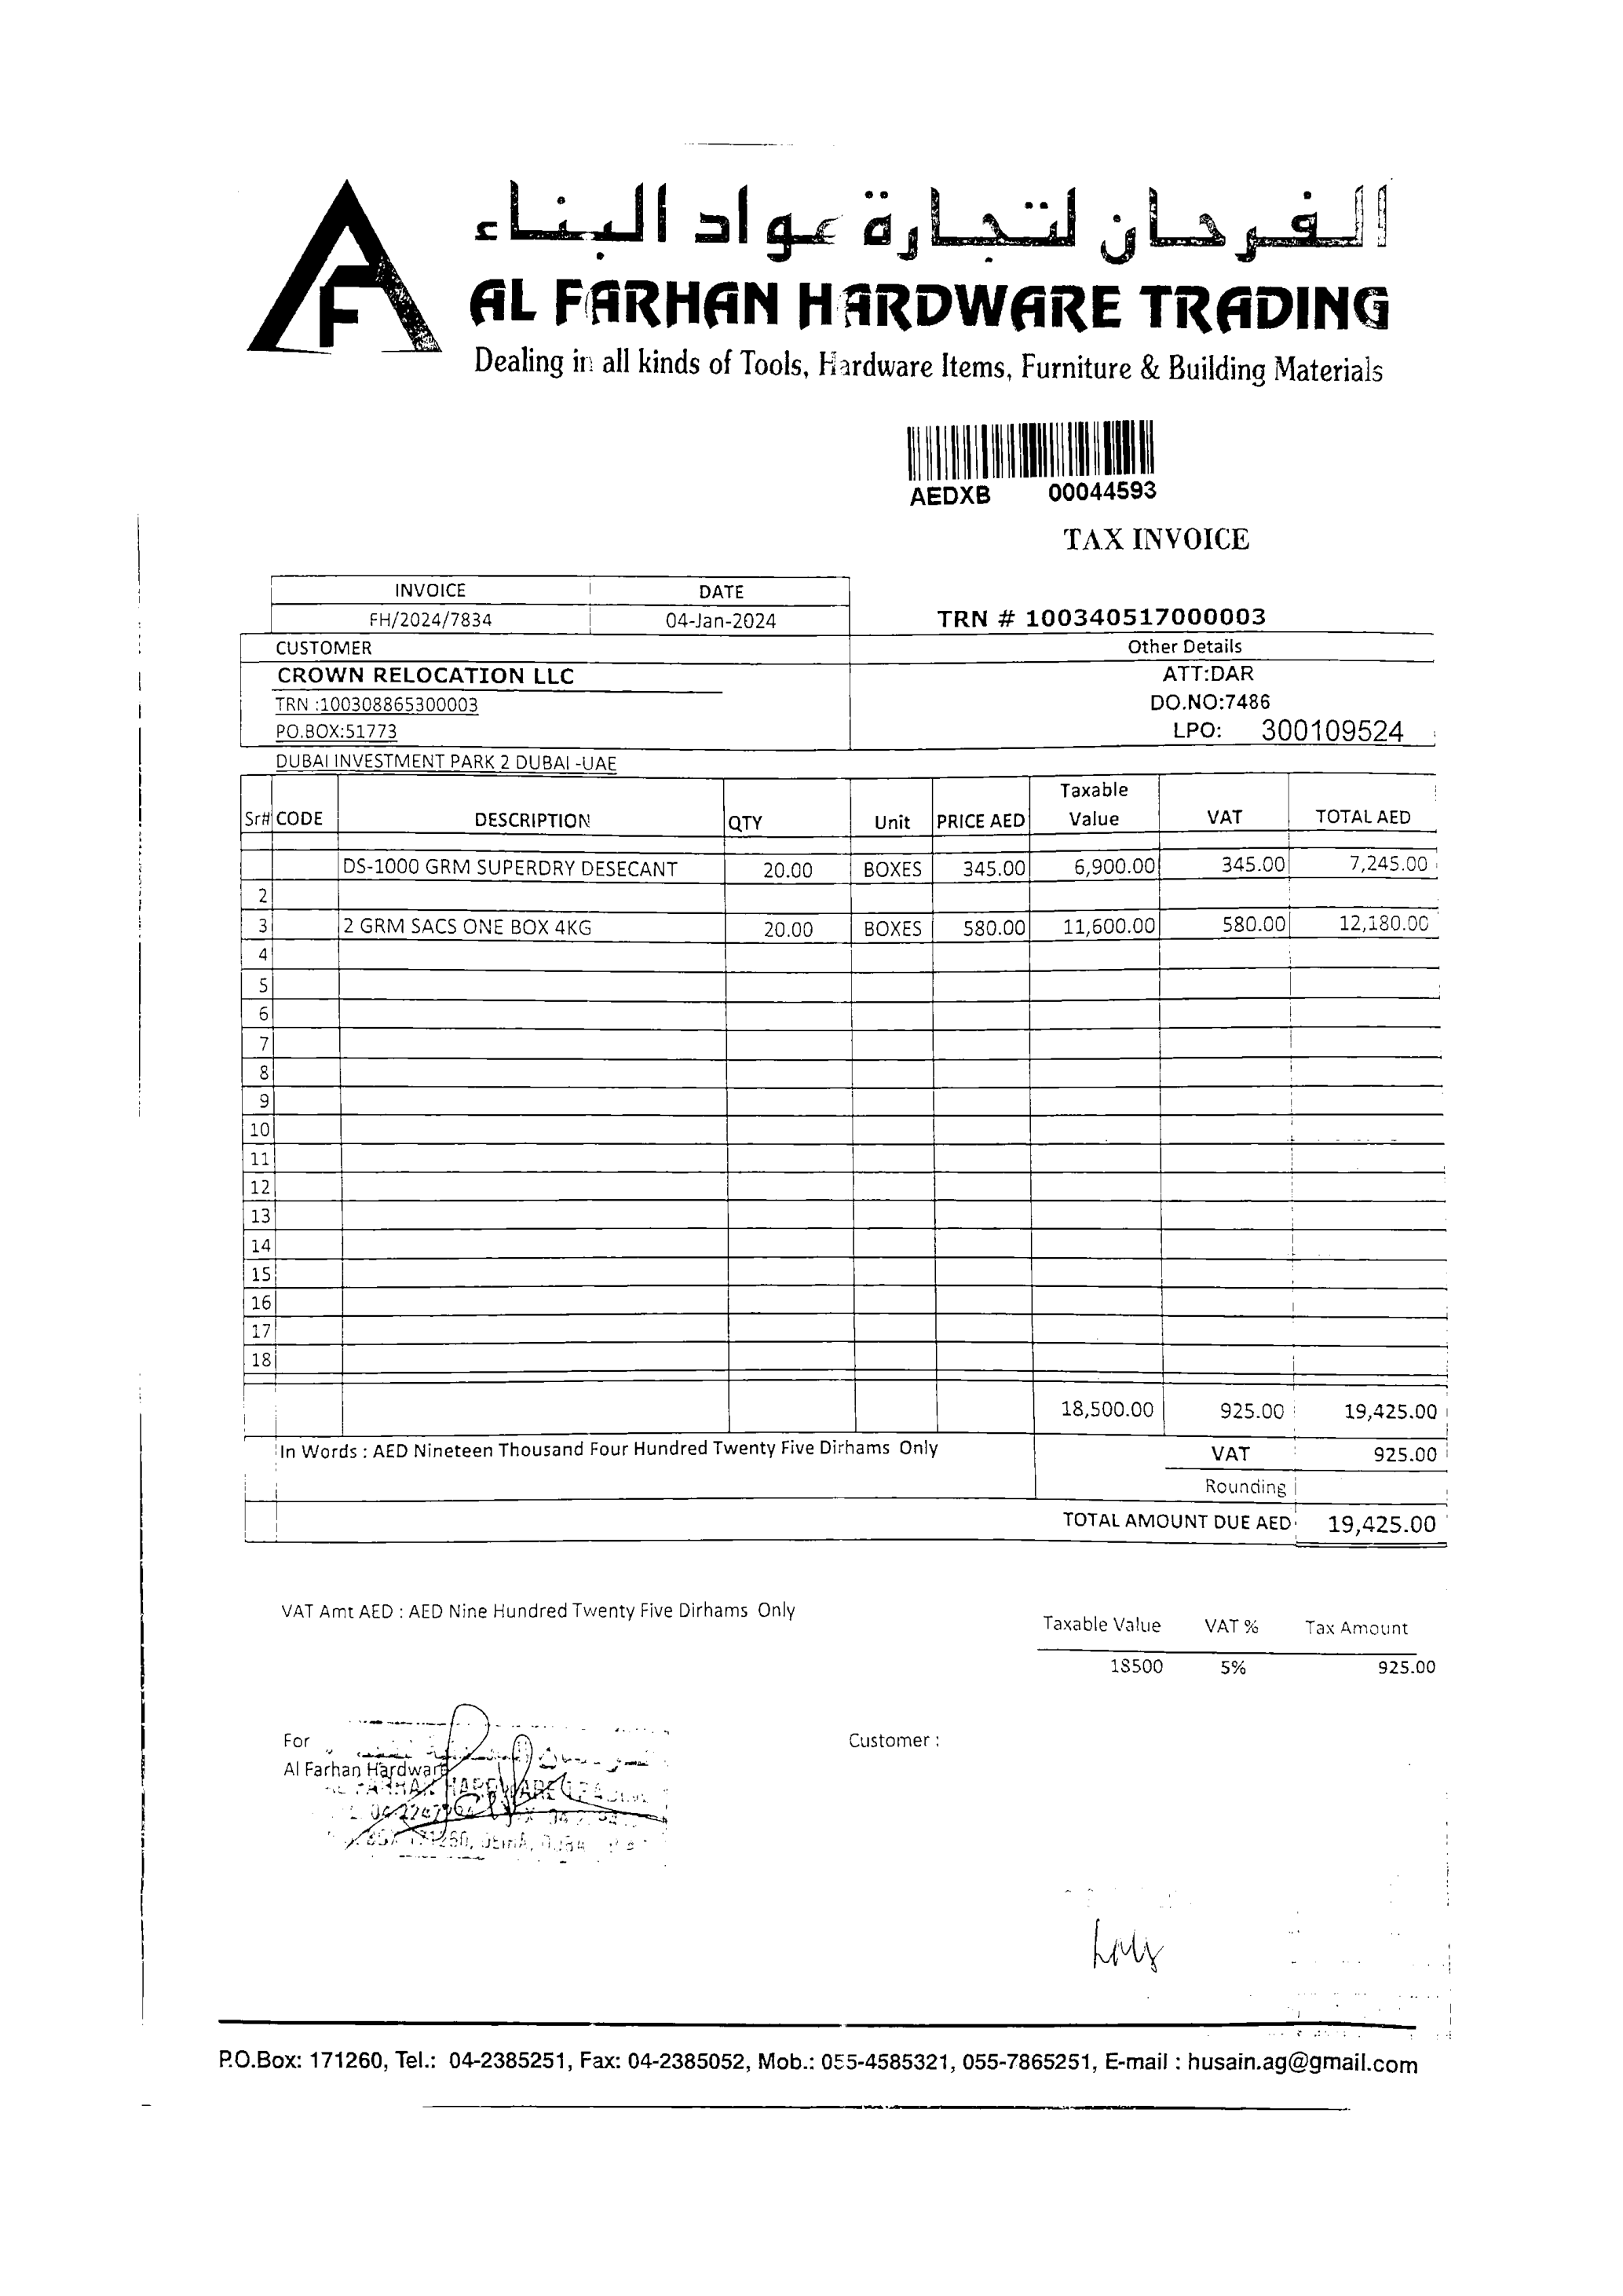 الفرحان لتجارة مواد البناء
AL FARHAN HARDWARE TRADING
Dealing in all kinds of Tools, Hardware Items, Furniture & Building Materials
AEDXB 00044593
TAX INVOICE
INVOICE DATE
FH/2024/7834 04-Jan-2024
TRN # 100340517000003
CUSTOMER Other Details
CROWN RELOCATION LLC ATT:DAR
TRN :100308865300003 DO.NO:7486
PO.BOX:51773 LPO: 300109524
DUBAI INVESTMENT PARK 2 DUBAI -UAE
Sr# CODE DESCRIPTION QTY Unit PRICE AED Taxable Value VAT TOTAL AED
DS-1000 GRM SUPERDRY DESECANT 20.00 BOXES 345.00 6,900.00 345.00 7,245.00
2
3 2 GRM SACS ONE BOX 4KG 20.00 BOXES 580.00 11,600.00 580.00 12,180.00
4
5
6
7
8
9
10
11
12
13
14
15
16
17
18
18,500.00 925.00 19,425.00
In Words : AED Nineteen Thousand Four Hundred Twenty Five Dirhams Only VAT 925.00
Rounding
TOTAL AMOUNT DUE AED 19,425.00
VAT Amt AED : AED Nine Hundred Twenty Five Dirhams Only
Taxable Value VAT % Tax Amount
18500 5% 925.00
For Customer :
Al Farhan Hardware
AL FARHAN HARDWARE TRADING
P.O.Box: 171260, Tel.: 04-2385251, Fax: 04-2385052, Mob.: 055-4585321, 055-7865251, E-mail : husain.ag@gmail.com